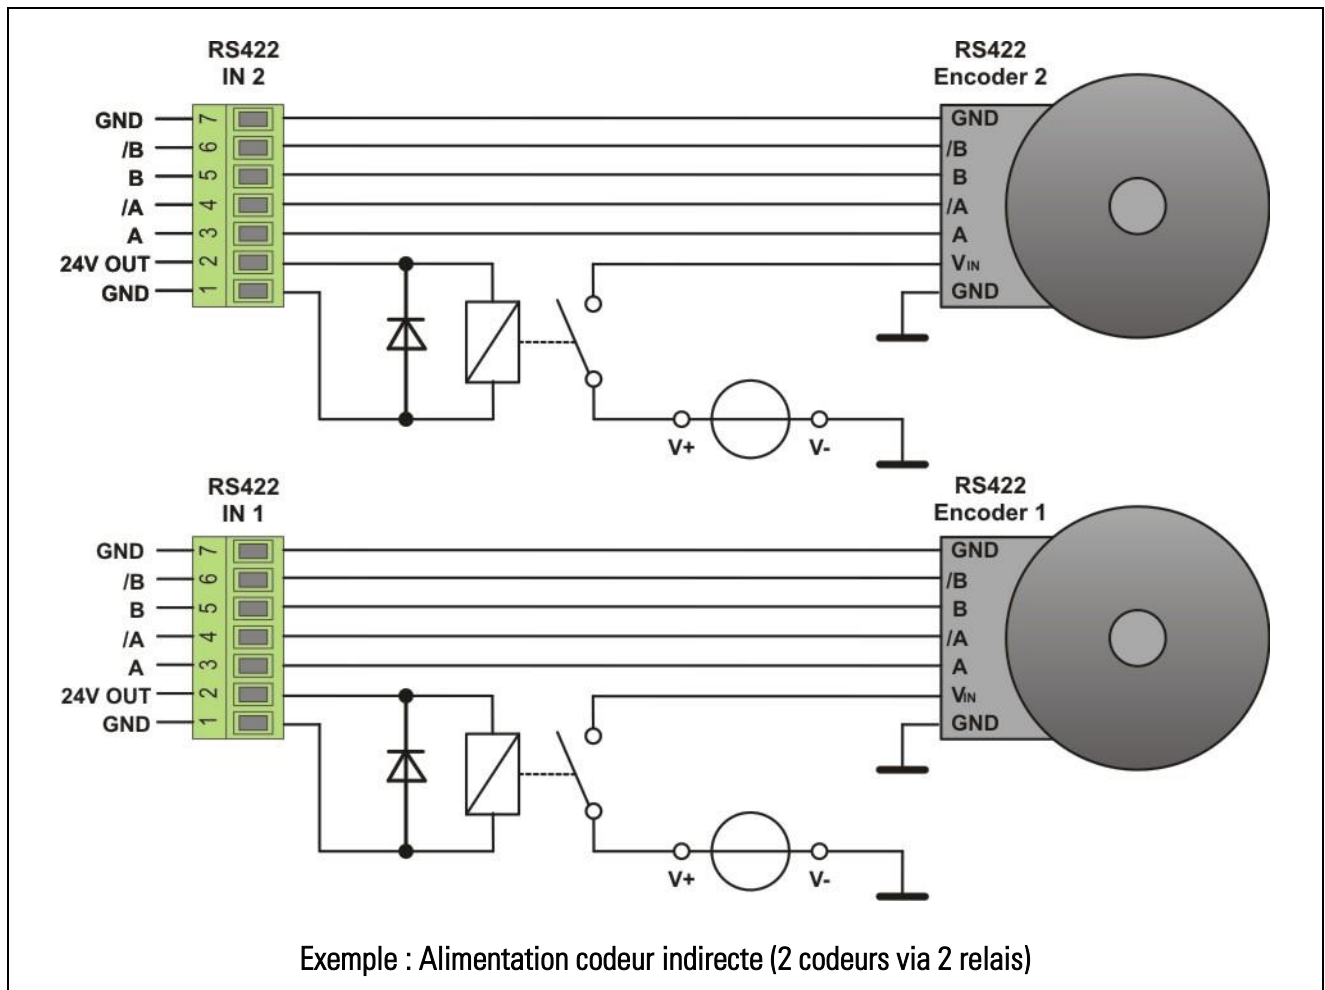 RS422
IN 2
RS422
Encoder 2
GND 7 GND
/B 6 /B
B 5 B
/A 4 /A
A 3 A
24V OUT 2 VIN
GND 1 GND
V+ V-
RS422
IN 1
RS422
Encoder 1
GND 7 GND
/B 6 /B
B 5 B
/A 4 /A
A 3 A
24V OUT 2 VIN
GND 1 GND
V+ V-
Exemple : Alimentation codeur indirecte (2 codeurs via 2 relais)